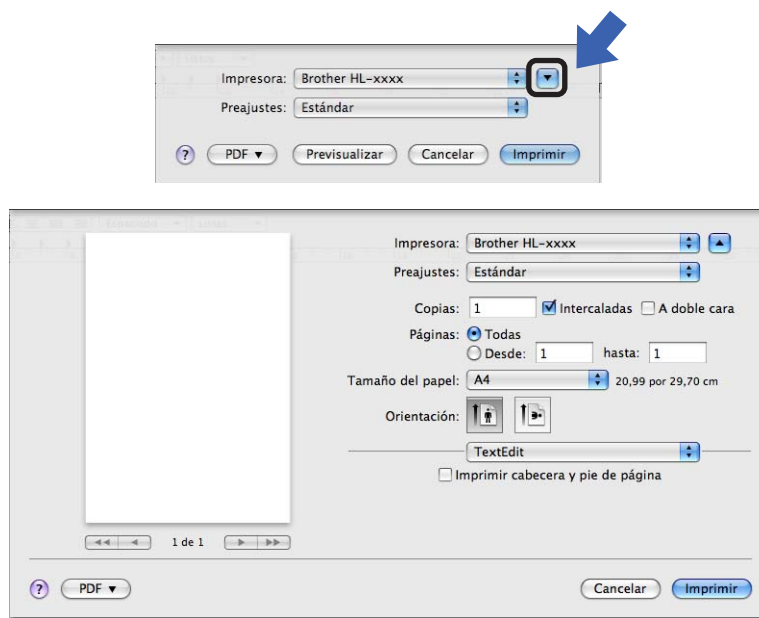 Impresora: Brother HL-xxxx
Preajustes: Estándar
? PDF ▼ Previsualizar Cancelar Imprimir
Impresora: Brother HL-xxxx
Preajustes: Estándar
Copias: 1 Intercaladas A doble cara
Páginas: Todas
Desde: 1 hasta: 1
Tamaño del papel: A4 20,99 por 29,70 cm
Orientación:
TextEdit
Imprimir cabecera y pie de página
1 de 1
? PDF ▼ Cancelar Imprimir